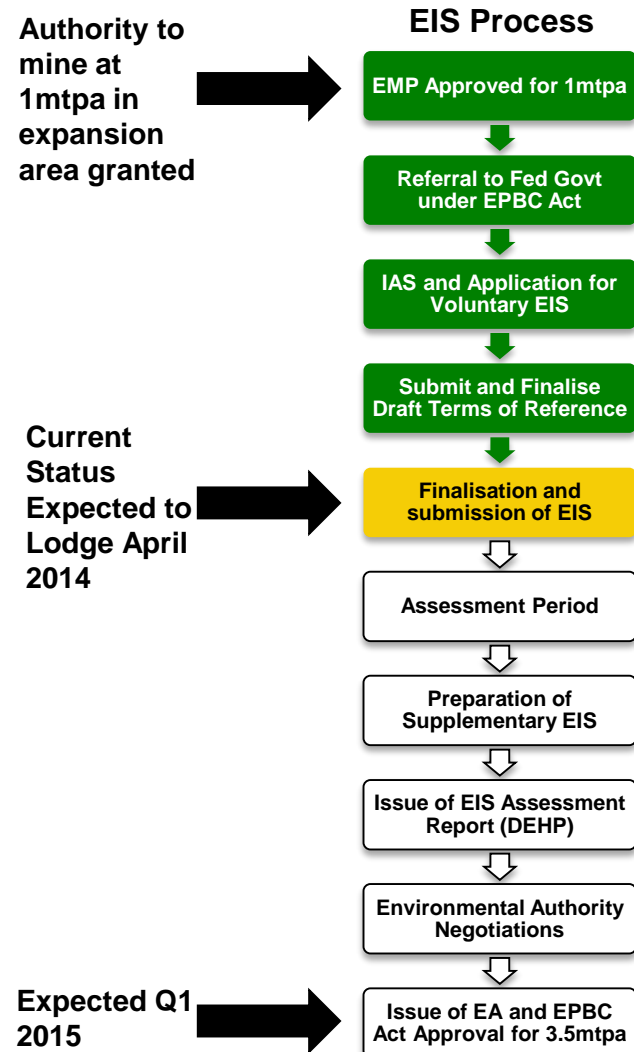 EIS Process
Authority to
mine at
1mtpa in
expansion
area granted
EMP Approved for 1mtpa
Referral to Fed Govt
under EPBC Act
IAS and Application for
Voluntary EIS
Submit and Finalise
Draft Terms of Reference
Current
Status
Expected to
Lodge April
2014
Finalisation and
submission of EIS
Assessment Period
Preparation of
Supplementary EIS
Issue of EIS Assessment
Report (DEHP)
Environmental Authority
Negotiations
Expected Q1
2015
Issue of EA and EPBC
Act Approval for 3.5mtpa